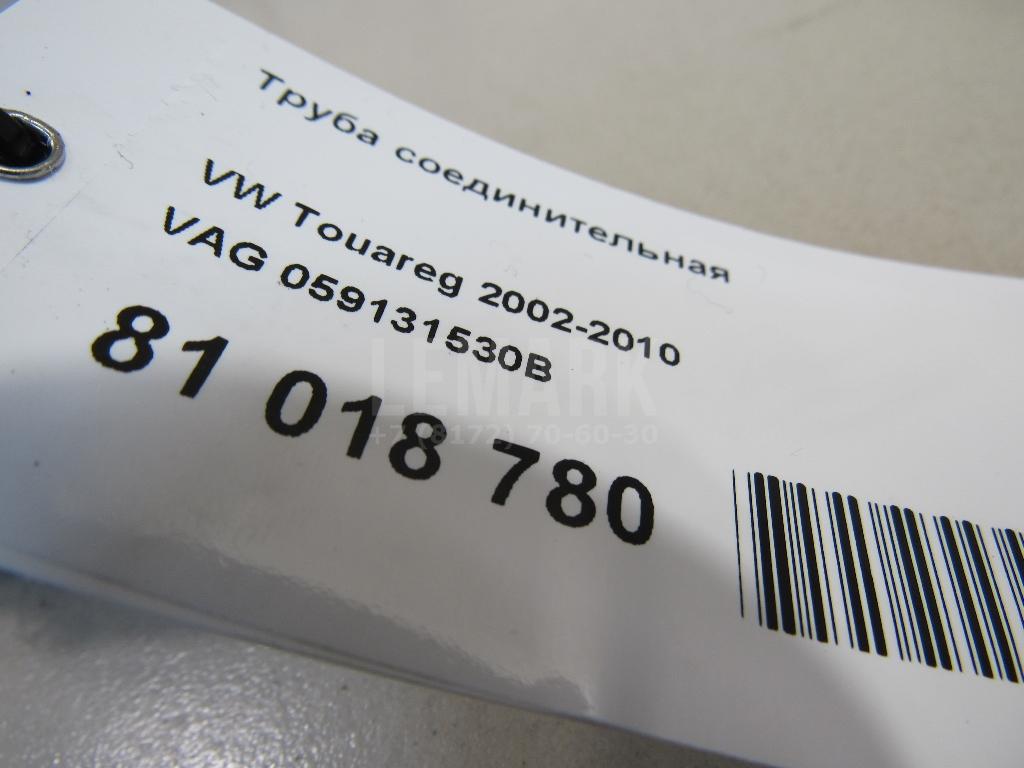 Труба соединительная
VW Touareg 2002-2010
VAG 059131530B
81 018 780
LEMARK
+7 (8172) 70-60-30